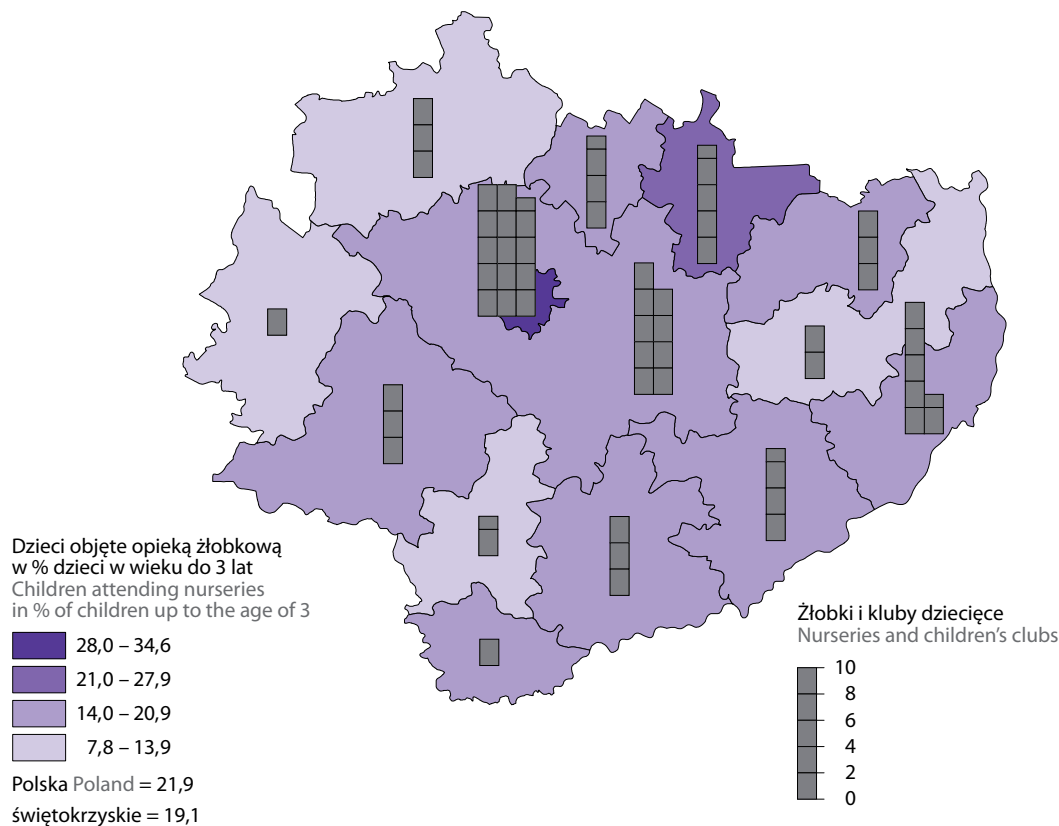 Dzieci objęte opieką żłobkową
w % dzieci w wieku do 3 lat
Children attending nurseries
in % of children up to the age of 3
28,0 – 34,6
21,0 – 27,9
14,0 – 20,9
7,8 – 13,9
Polska Poland = 21,9
świętokrzyskie = 19,1
Żłobki i kluby dziecięce
Nurseries and children's clubs
10
8
6
4
2
0